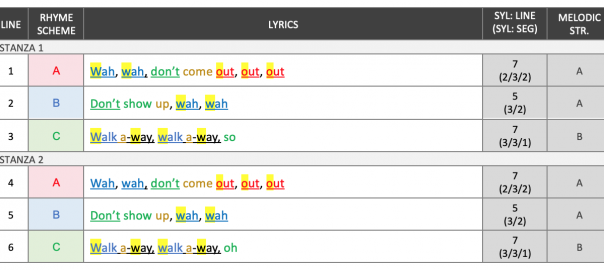 LINE RHYME SCHEME LYRICS SYL: LINE (SYL: SEG) MELODIC STR.
STANZA 1
1 A Wah, wah, don't come out, out, out 7 (2/3/2) A
2 B Don't show up, wah, wah 5 (3/2) A
3 C Walk a-way, walk a-way, so 7 (3/3/1) B
STANZA 2
4 A Wah, wah, don't come out, out, out 7 (2/3/2) A
5 B Don't show up, wah, wah 5 (3/2) A
6 C Walk a-way, walk a-way, oh 7 (3/3/1) B